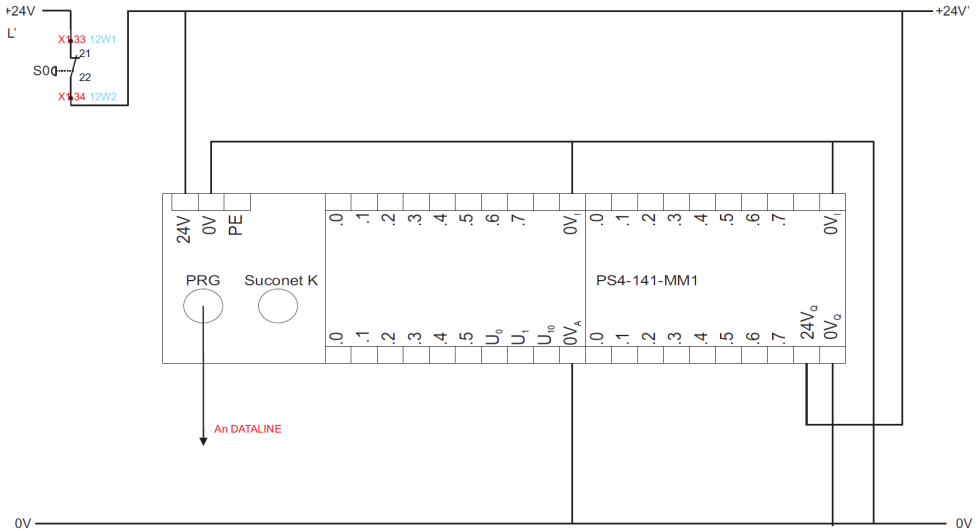 +24V
+24V'
L'
X1.33 12W1
21
S0
22
X1.34 12W2
24V 0V PE .0 .1 .2 .3 .4 .5 .6 .7 0VI .0 .1 .2 .3 .4 .5 .6 .7 0VI
PRG Suconet K PS4-141-MM1
.0 .1 .2 .3 .4 .5 U0 U1 U10 0VA .0 .1 .2 .3 .4 .5 .6 .7 24VQ 0VQ
An DATALINE
0V 0V